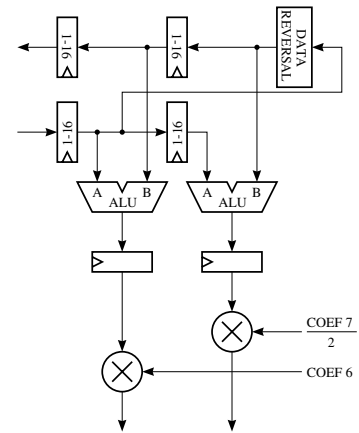 1-16
1-16
DATA
REVERSAL
1-16
1-16
A B
ALU
A B
ALU
COEF 7
2
COEF 6